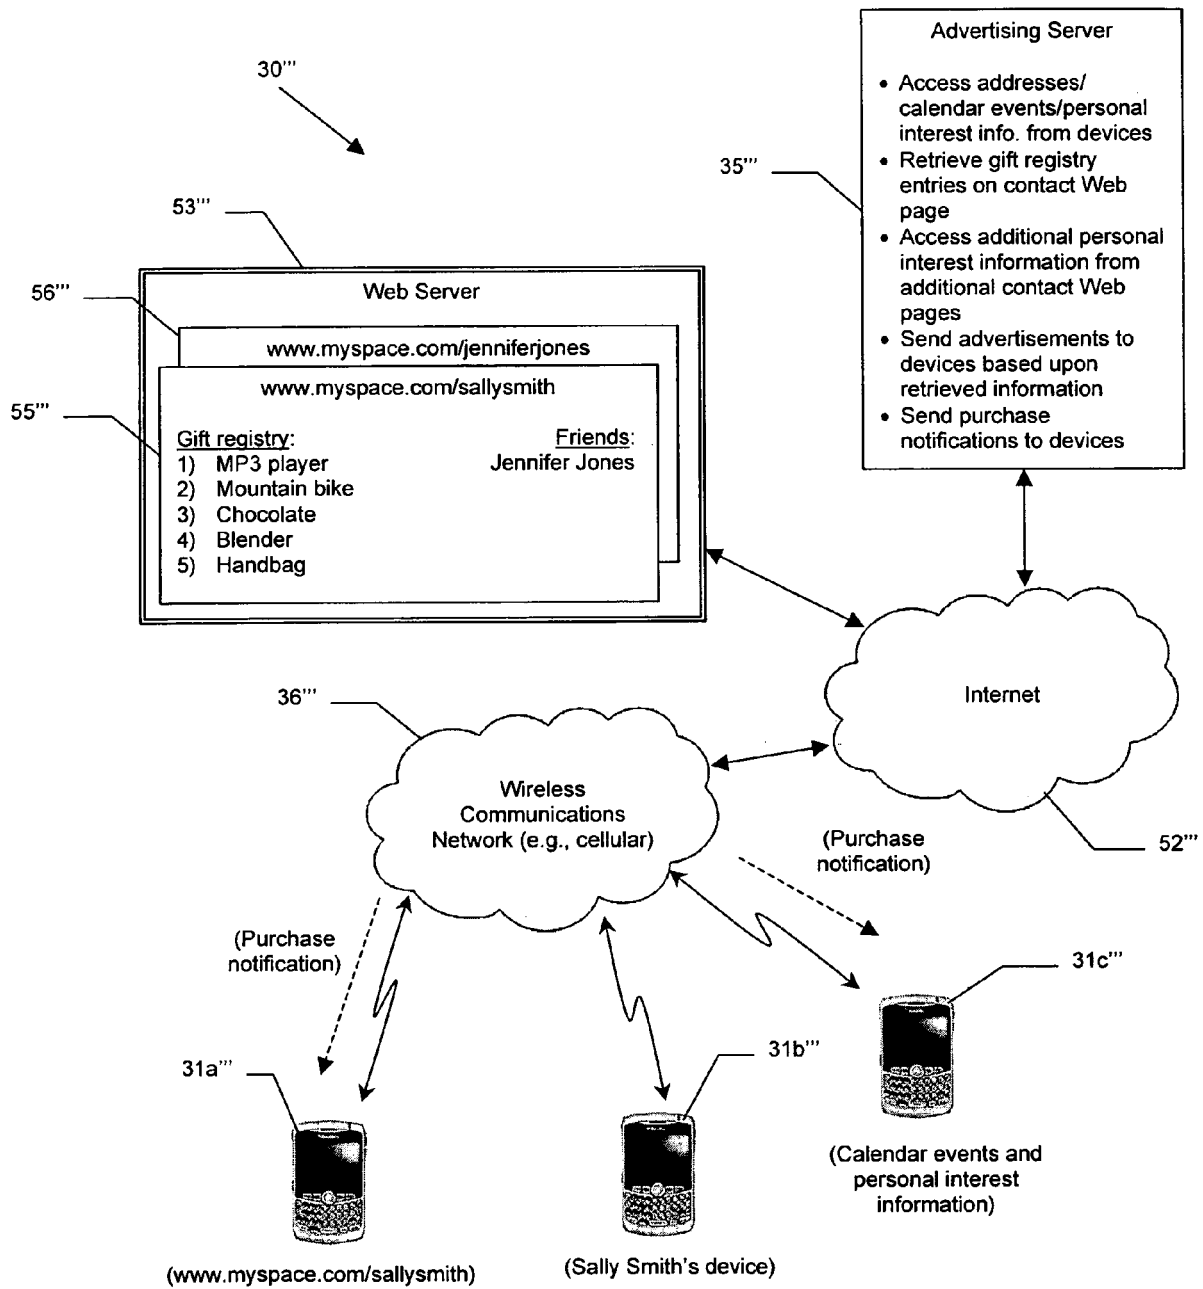 Advertising Server
30'''
• Access addresses/
calendar events/personal
interest info. from devices
• Retrieve gift registry
entries on contact Web
page
• Access additional personal
interest information from
additional contact Web
pages
• Send advertisements to
devices based upon
retrieved information
• Send purchase
notifications to devices
35'''
53'''
Web Server
56'''
www.myspace.com/jenniferjones
www.myspace.com/sallysmith
55'''
Gift registry:
1) MP3 player
2) Mountain bike
3) Chocolate
4) Blender
5) Handbag
Friends:
Jennifer Jones
Internet
36'''
Wireless
Communications
Network (e.g., cellular)
52'''
(Purchase
notification)
(Purchase
notification)
31c'''
31b'''
31a'''
(Calendar events and
personal interest
information)
(www.myspace.com/sallysmith)
(Sally Smith's device)